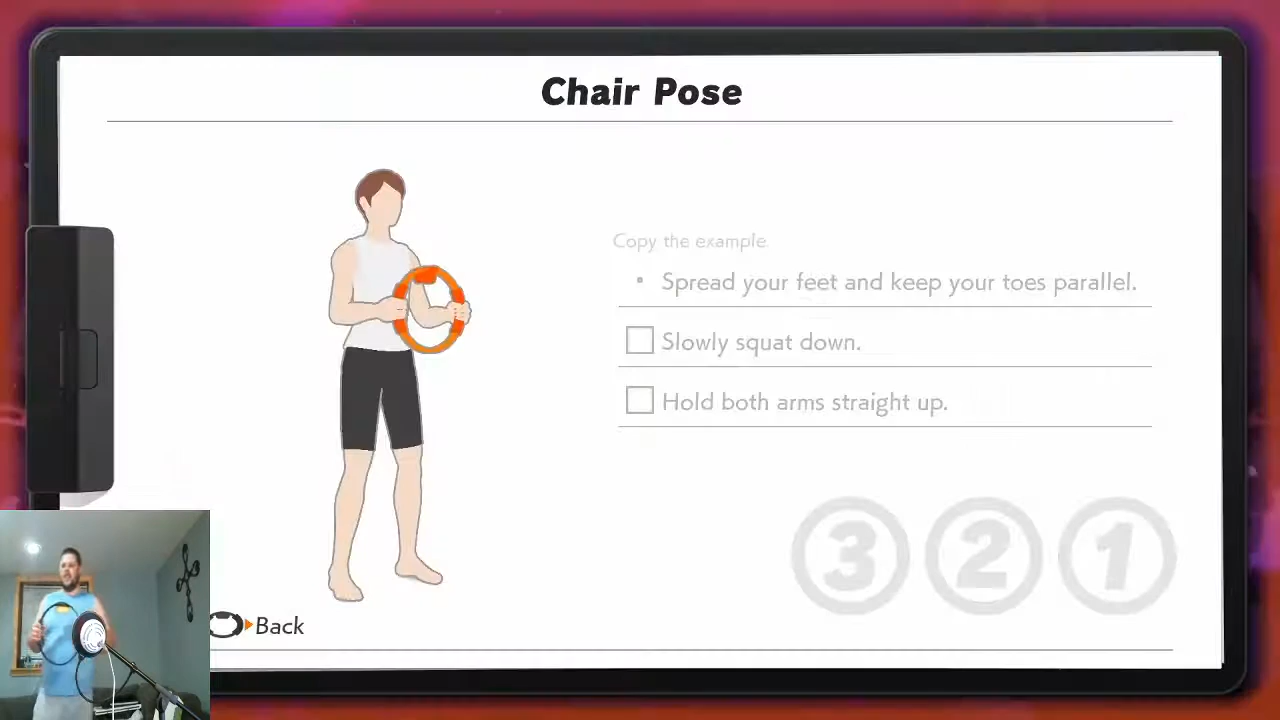 Chair Pose
Copy the example.
• Spread your feet and keep your toes parallel.
Slowly squat down.
Hold both arms straight up.
3 2 1
Back